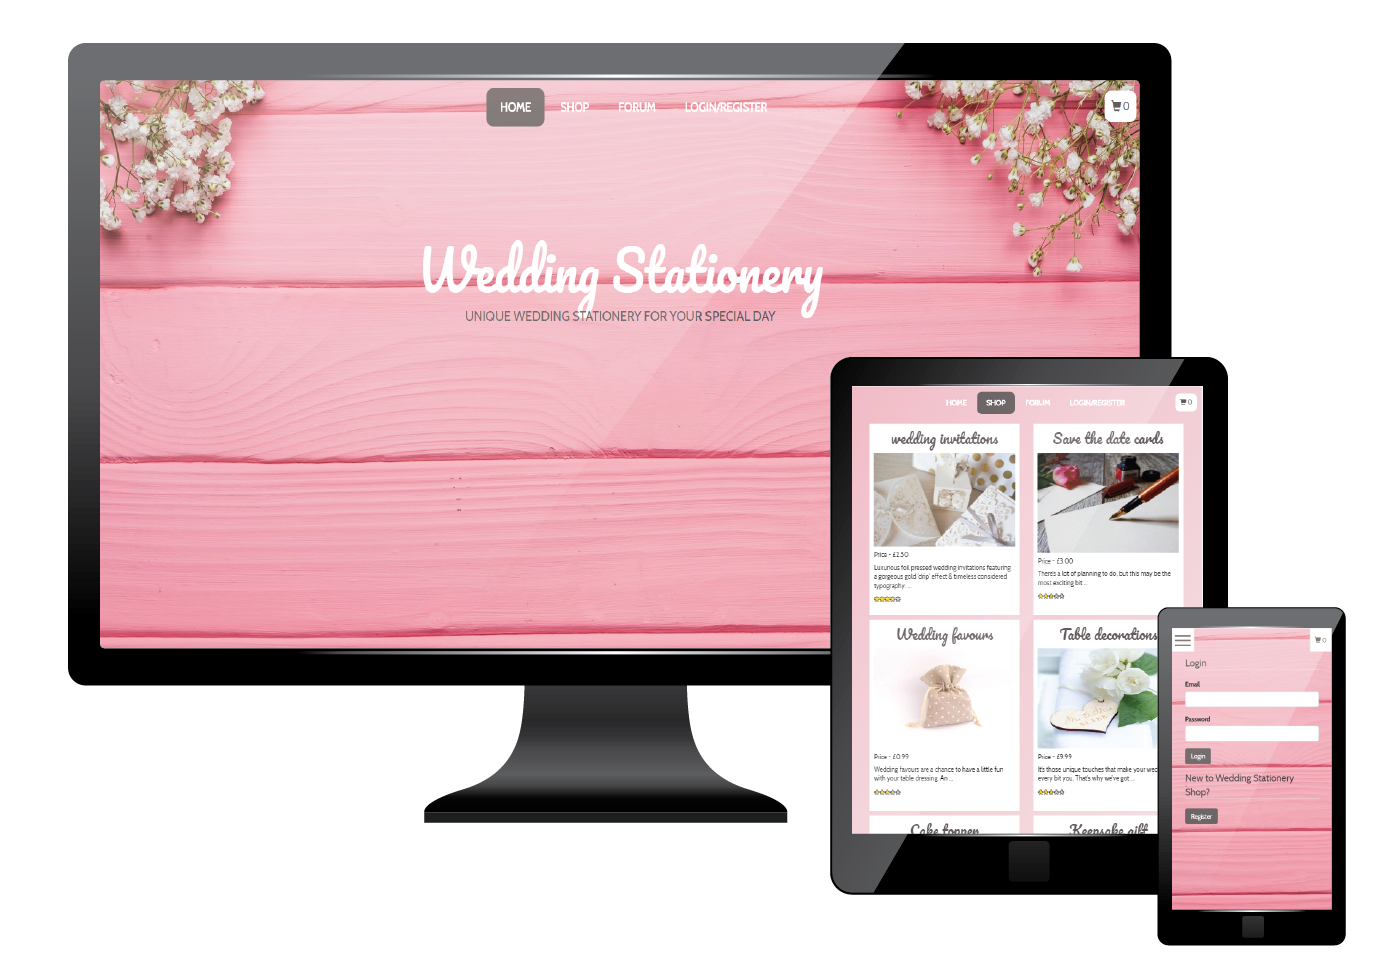 HOME SHOP FORUM LOGIN/REGISTER
0
Wedding Stationery
UNIQUE WEDDING STATIONERY FOR YOUR SPECIAL DAY
HOME SHOP FORUM LOGIN/REGISTER
0
wedding invitations
Price - £2.50
Luxurious foil pressed wedding invitations featuring
a gorgeous gold 'drip' effect & timeless considered
typography. ...
Save the date cards
Price - £3.00
There's a lot of planning to do, but this may be the
most exciting bit ...
Wedding favours
Price - £0.99
Wedding favours are a chance to have a little fun
with your table dressing. An ...
Table decorations
Price - £9.99
It's those unique touches that make your wed
every bit you. That's why we've got ...
Cake topper
Keepsake gift
0
Login
Email
Password
Login
New to Wedding Stationery
Shop?
Register